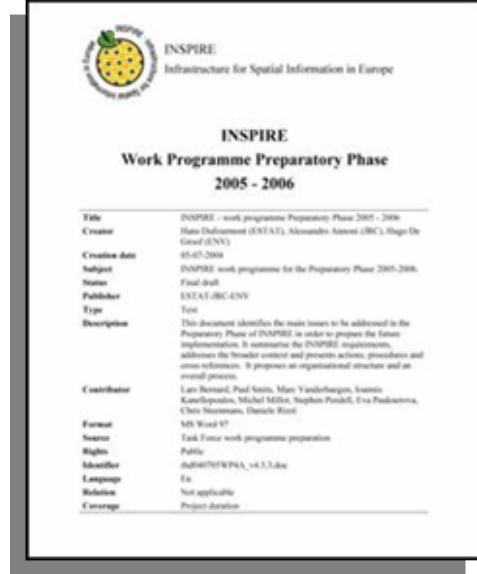 INSPIRE
Infrastructure for Spatial Information in Europe
INSPIRE
Work Programme Preparatory Phase
2005 - 2006
Title INSPIRE - work programme Preparatory Phase 2005 - 2006
Creator Hans Dufourmont (ESTAT), Alessandro Annoni (JRC), Hugo De
Groof (ENV)
Creation date 05-07-2004
Subject INSPIRE work programme for the Preparatory Phase 2005-2006.
Status Final draft
Publisher ESTAT-JRC-ENV
Type Text
Description This document identifies the main issues to be addressed in the
Preparatory Phase of INSPIRE in order to prepare the future
implementation. It summarise the INSPIRE requirements,
addresses the broader context and presents actions, procedures and
cross-references. It proposes an organisational structure and an
overall process.
Contributor Lars Bernard, Paul Smits, Marc Vanderhaegen, Ioannis
Kanellopoulos, Michel Millot, Stephen Peedell, Eva Pauknerova,
Chris Steenmans, Daniele Rizzi
Format MS Word 97
Source Task Force work programme preparation
Rights Public
Identifier rhd040705WP4A_v4.5.3.doc
Language En
Relation Not applicable
Coverage Project duration